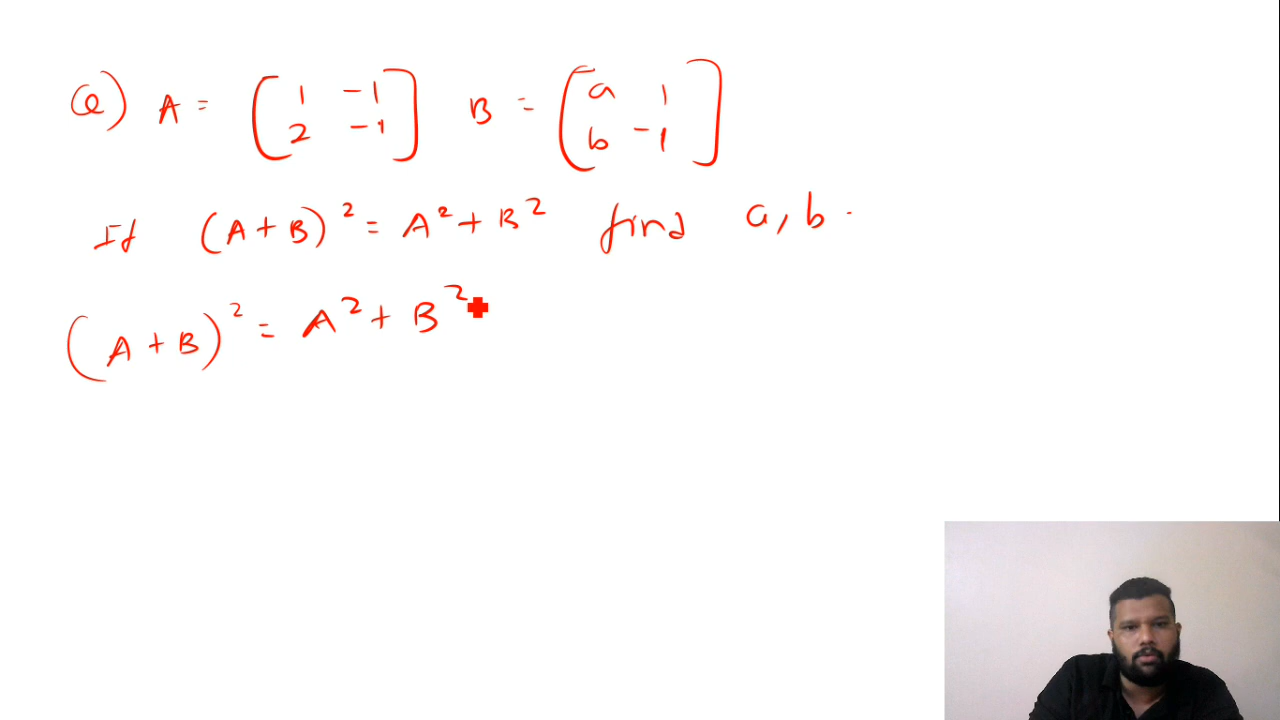 Q) A = [1 -1 2 -1] B = [a 1 b -1]
If (A+B)² = A² + B² find a, b.
(A+B)² = A² + B²